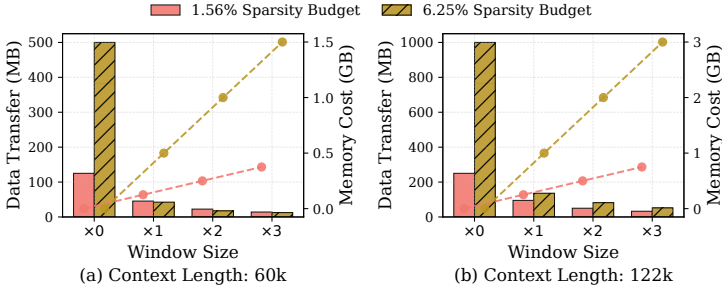 1.56% Sparsity Budget
6.25% Sparsity Budget
Data Transfer (MB)
500
400
300
200
100
0
1.5
1.0
0.5
0.0
Memory Cost (GB)
×0 ×1 ×2 ×3
Window Size
(a) Context Length: 60k
Data Transfer (MB)
1000
800
600
400
200
0
3
2
1
0
Memory Cost (GB)
×0 ×1 ×2 ×3
Window Size
(b) Context Length: 122k